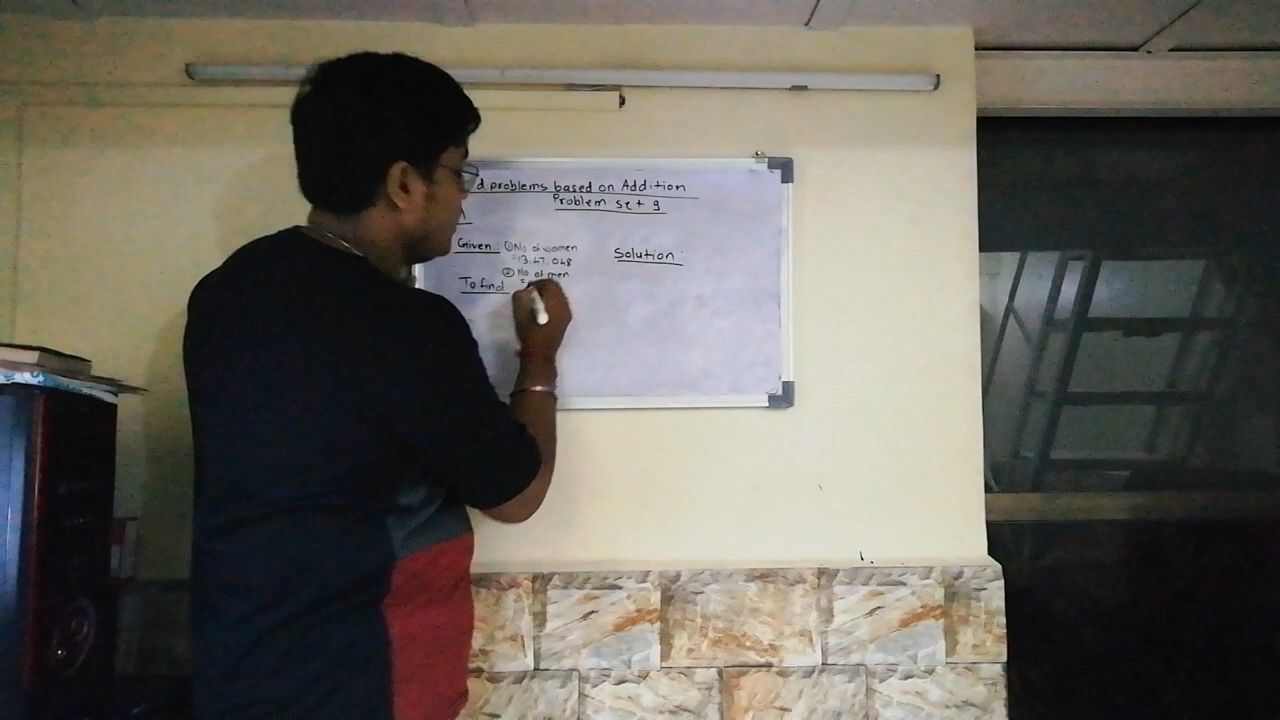 d problems based on Addition
Problem set 9
Given: ① No of women
=13,47,048
② No of men
=
To find
Solution: